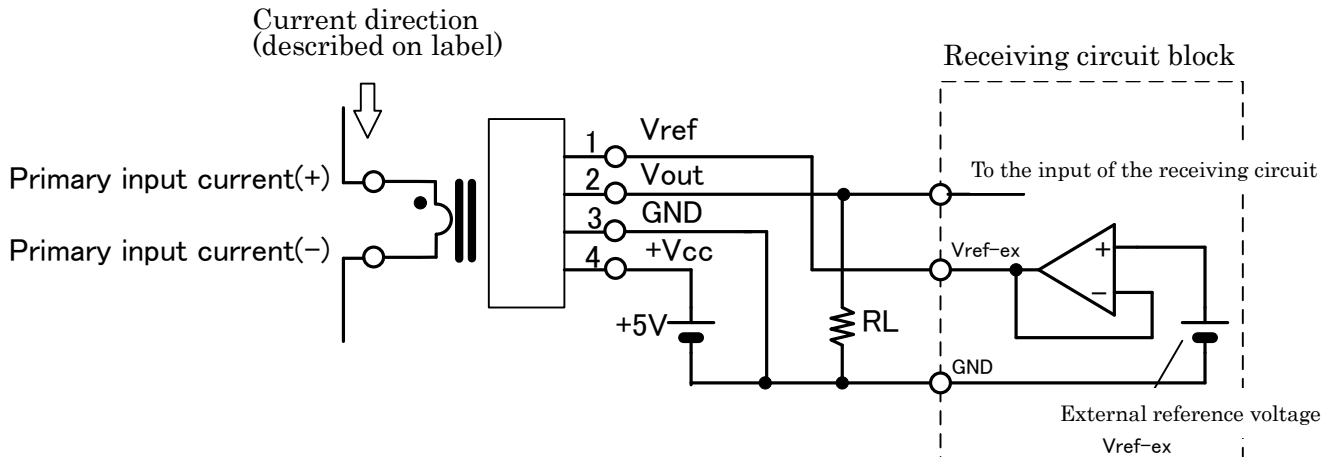 Current direction
(described on label)
Receiving circuit block
1 Vref
2 Vout
3 GND
4 +Vcc
Primary input current(+)
Primary input current(-)
To the input of the receiving circuit
Vref-ex
+
−
+5V
RL
GND
External reference voltage
Vref-ex